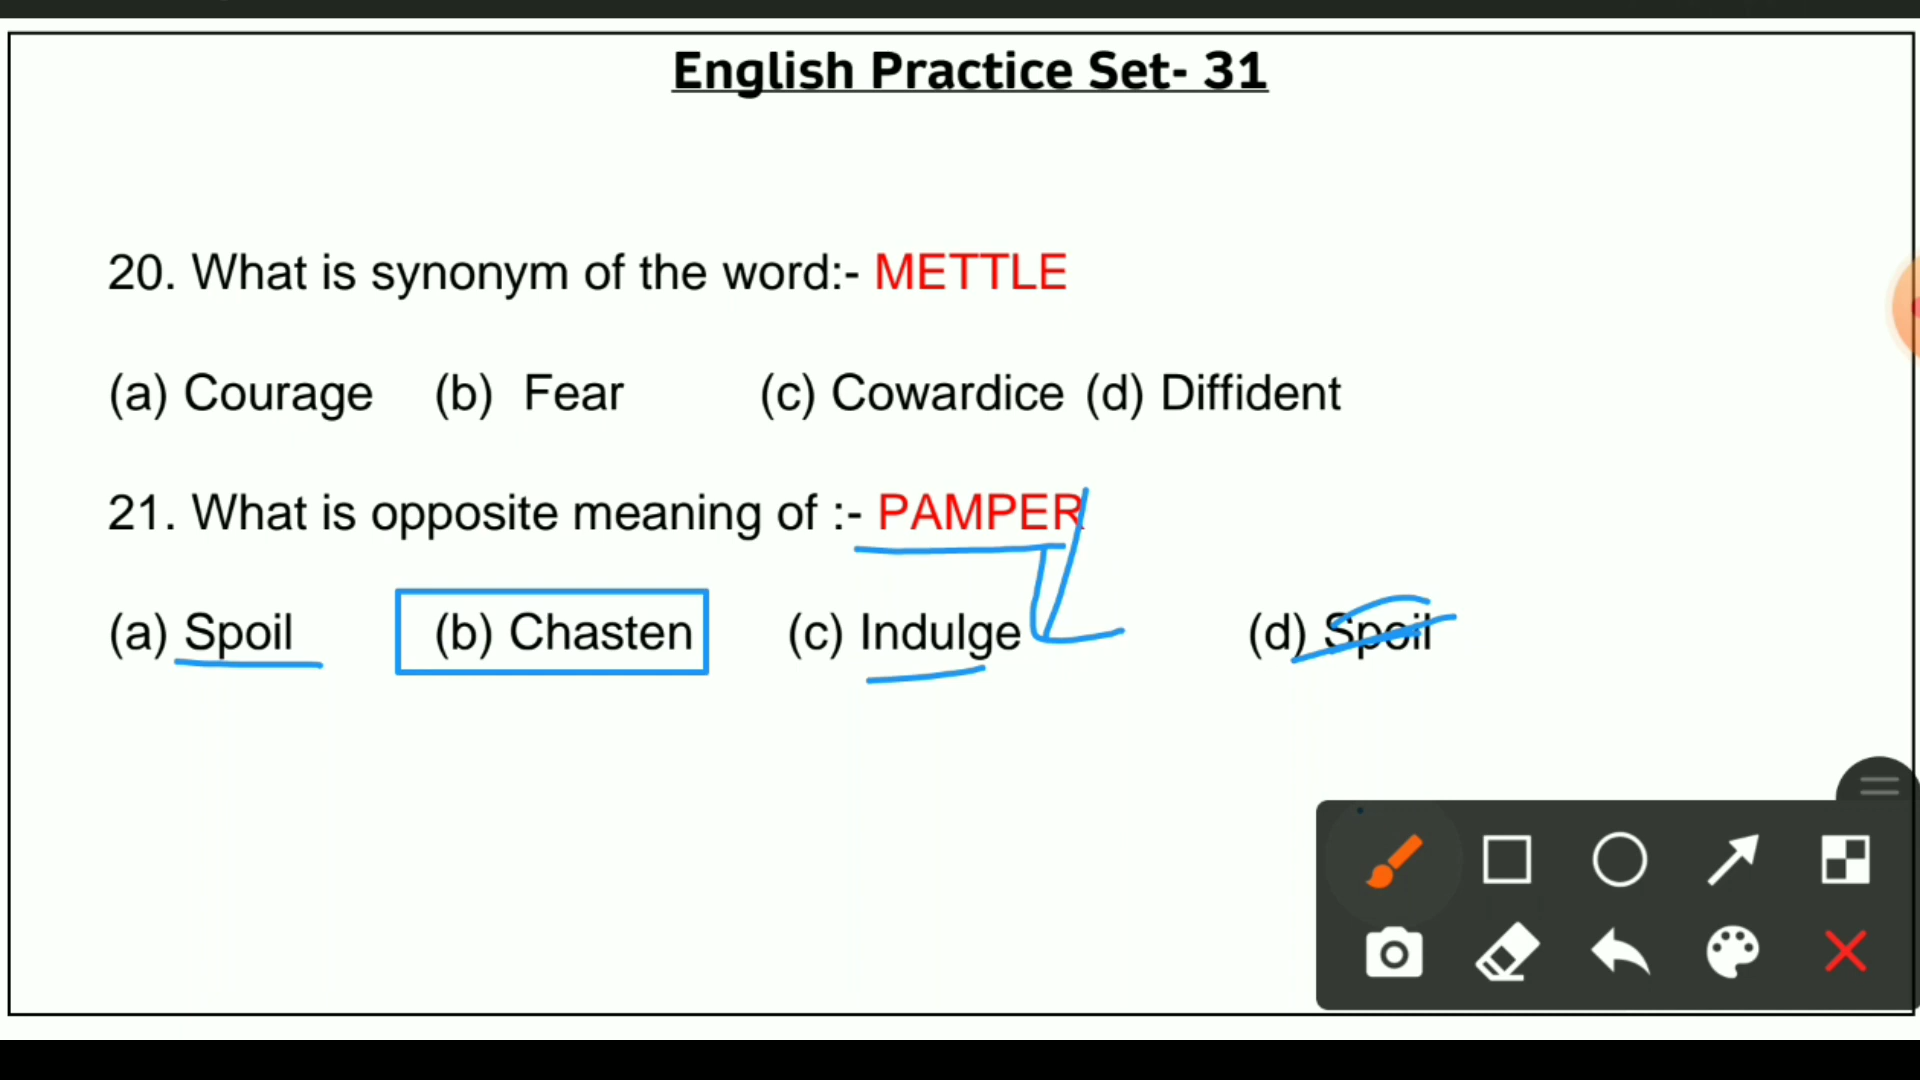 English Practice Set- 31
20. What is synonym of the word:- METTLE
(a) Courage (b) Fear (c) Cowardice (d) Diffident
21. What is opposite meaning of :- PAMPER
(a) Spoil (b) Chasten (c) Indulge (d) Spoil